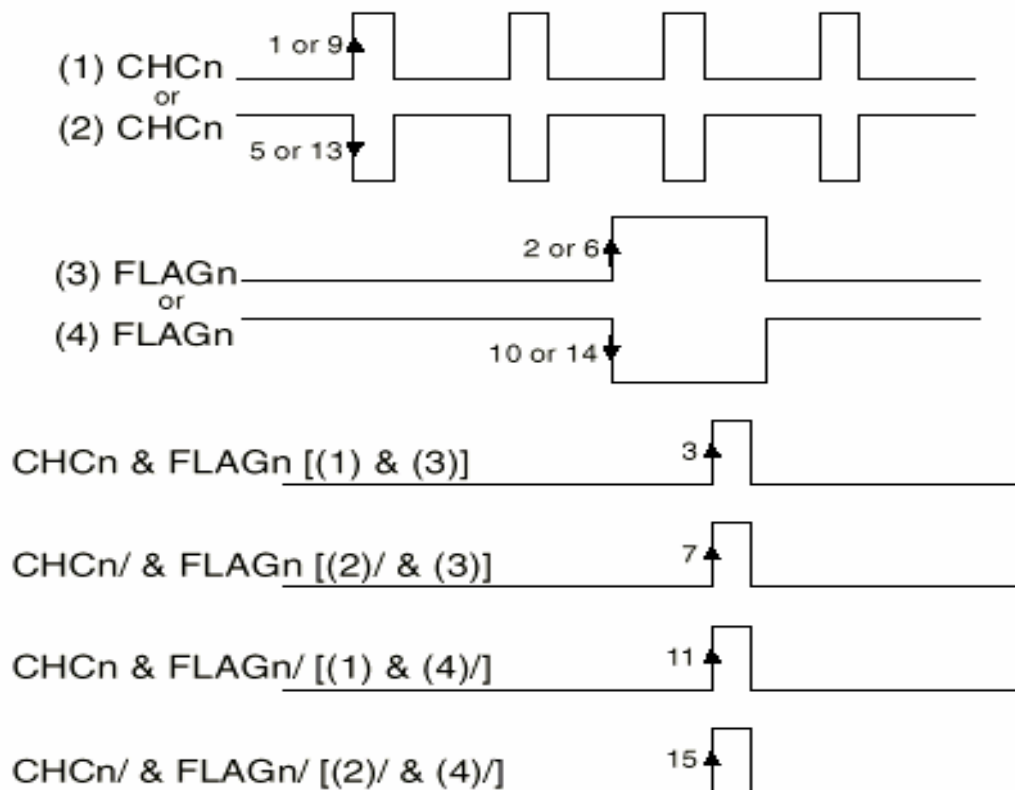 1 or 9
(1) CHCn
or
(2) CHCn
5 or 13
2 or 6
(3) FLAGn
or
(4) FLAGn
10 or 14
CHCn & FLAGn [(1) & (3)]
3
CHCn/ & FLAGn [(2)/ & (3)]
7
CHCn & FLAGn/ [(1) & (4)/]
11
CHCn/ & FLAGn/ [(2)/ & (4)/]
15